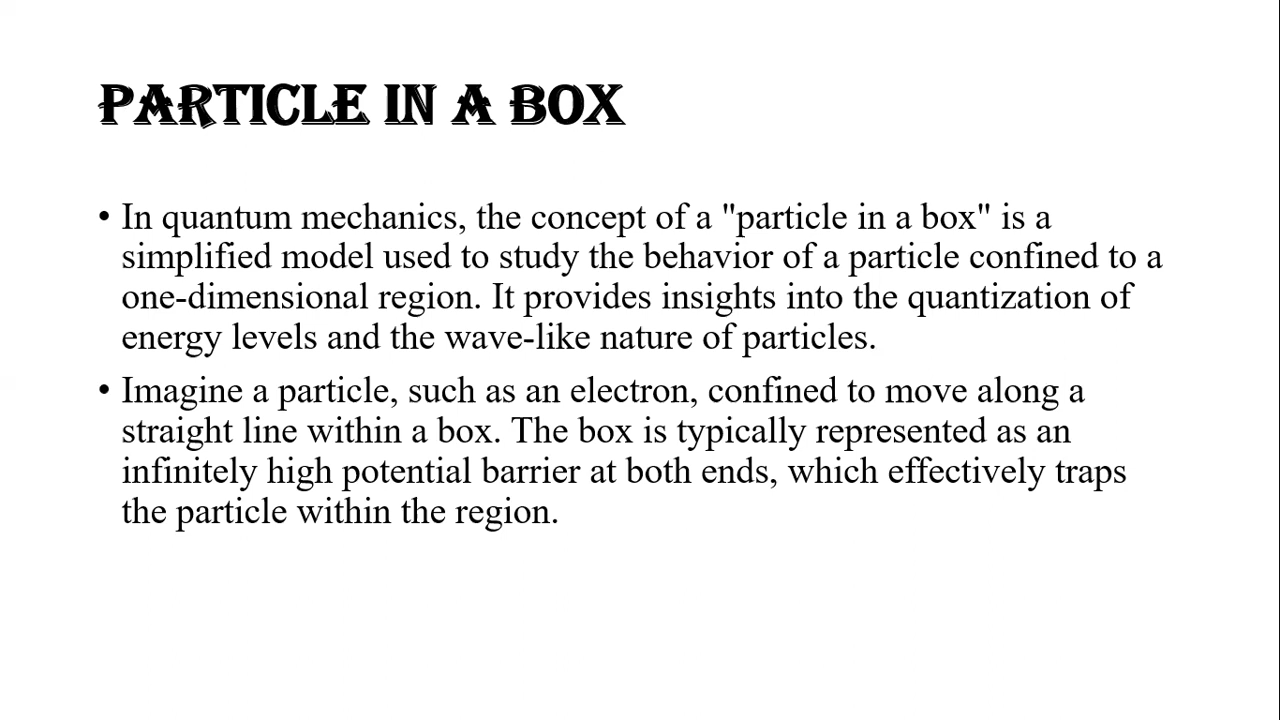 PARTICLE IN A BOX
• In quantum mechanics, the concept of a "particle in a box" is a
simplified model used to study the behavior of a particle confined to a
one-dimensional region. It provides insights into the quantization of
energy levels and the wave-like nature of particles.
• Imagine a particle, such as an electron, confined to move along a
straight line within a box. The box is typically represented as an
infinitely high potential barrier at both ends, which effectively traps
the particle within the region.